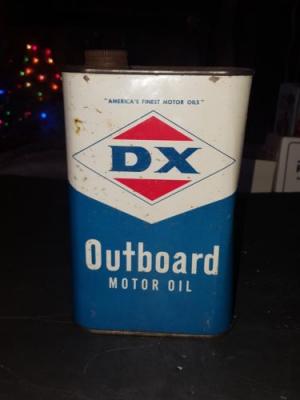 "AMERICA'S FINEST MOTOR OILS"
DX
Outboard
MOTOR OIL